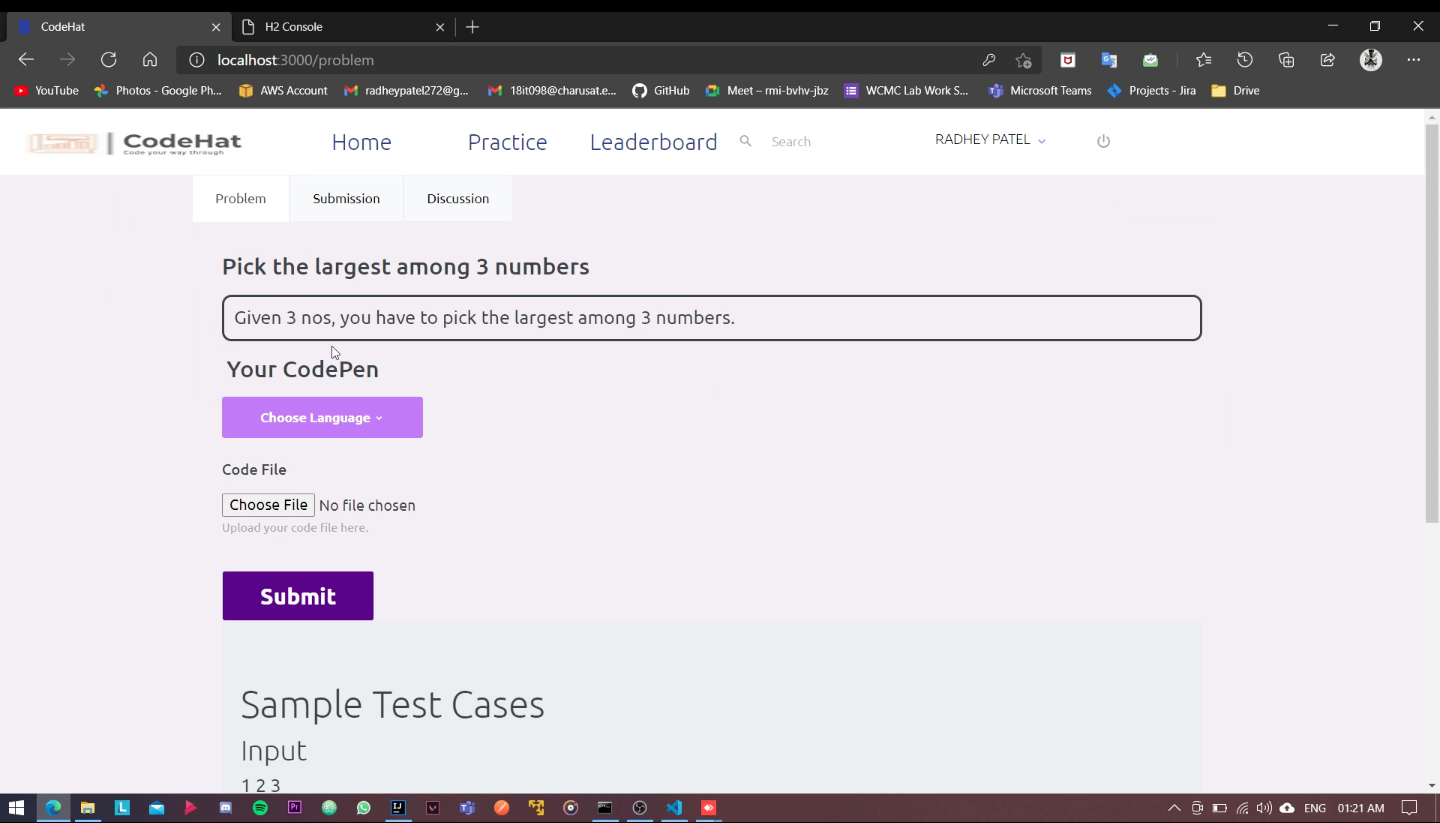 CodeHat
H2 Console
localhost:3000/problem
YouTube
Photos - Google Ph...
AWS Account
radheypatel272@g...
18it098@charusat.e...
GitHub
Meet – rmi-bvhv-jbz
WCMC Lab Work S...
Microsoft Teams
Projects - Jira
Drive
CodeHat
Code your way through
Home
Practice
Leaderboard
Search
RADHEY PATEL
Problem
Submission
Discussion
Pick the largest among 3 numbers
Given 3 nos, you have to pick the largest among 3 numbers.
Your CodePen
Choose Language
Code File
Choose File No file chosen
Upload your code file here.
Submit
Sample Test Cases
Input
1 2 3
ENG
01:21 AM